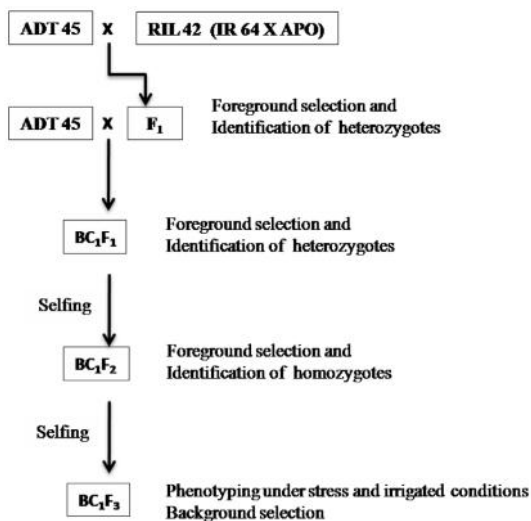 ADT 45 X RIL 42 (IR 64 X APO)
ADT 45 X F₁ Foreground selection and
Identification of heterozygotes
BC₁F₁ Foreground selection and
Identification of heterozygotes
Selfing
BC₁F₂ Foreground selection and
Identification of homozygotes
Selfing
BC₁F₃ Phenotyping under stress and irrigated conditions
Background selection